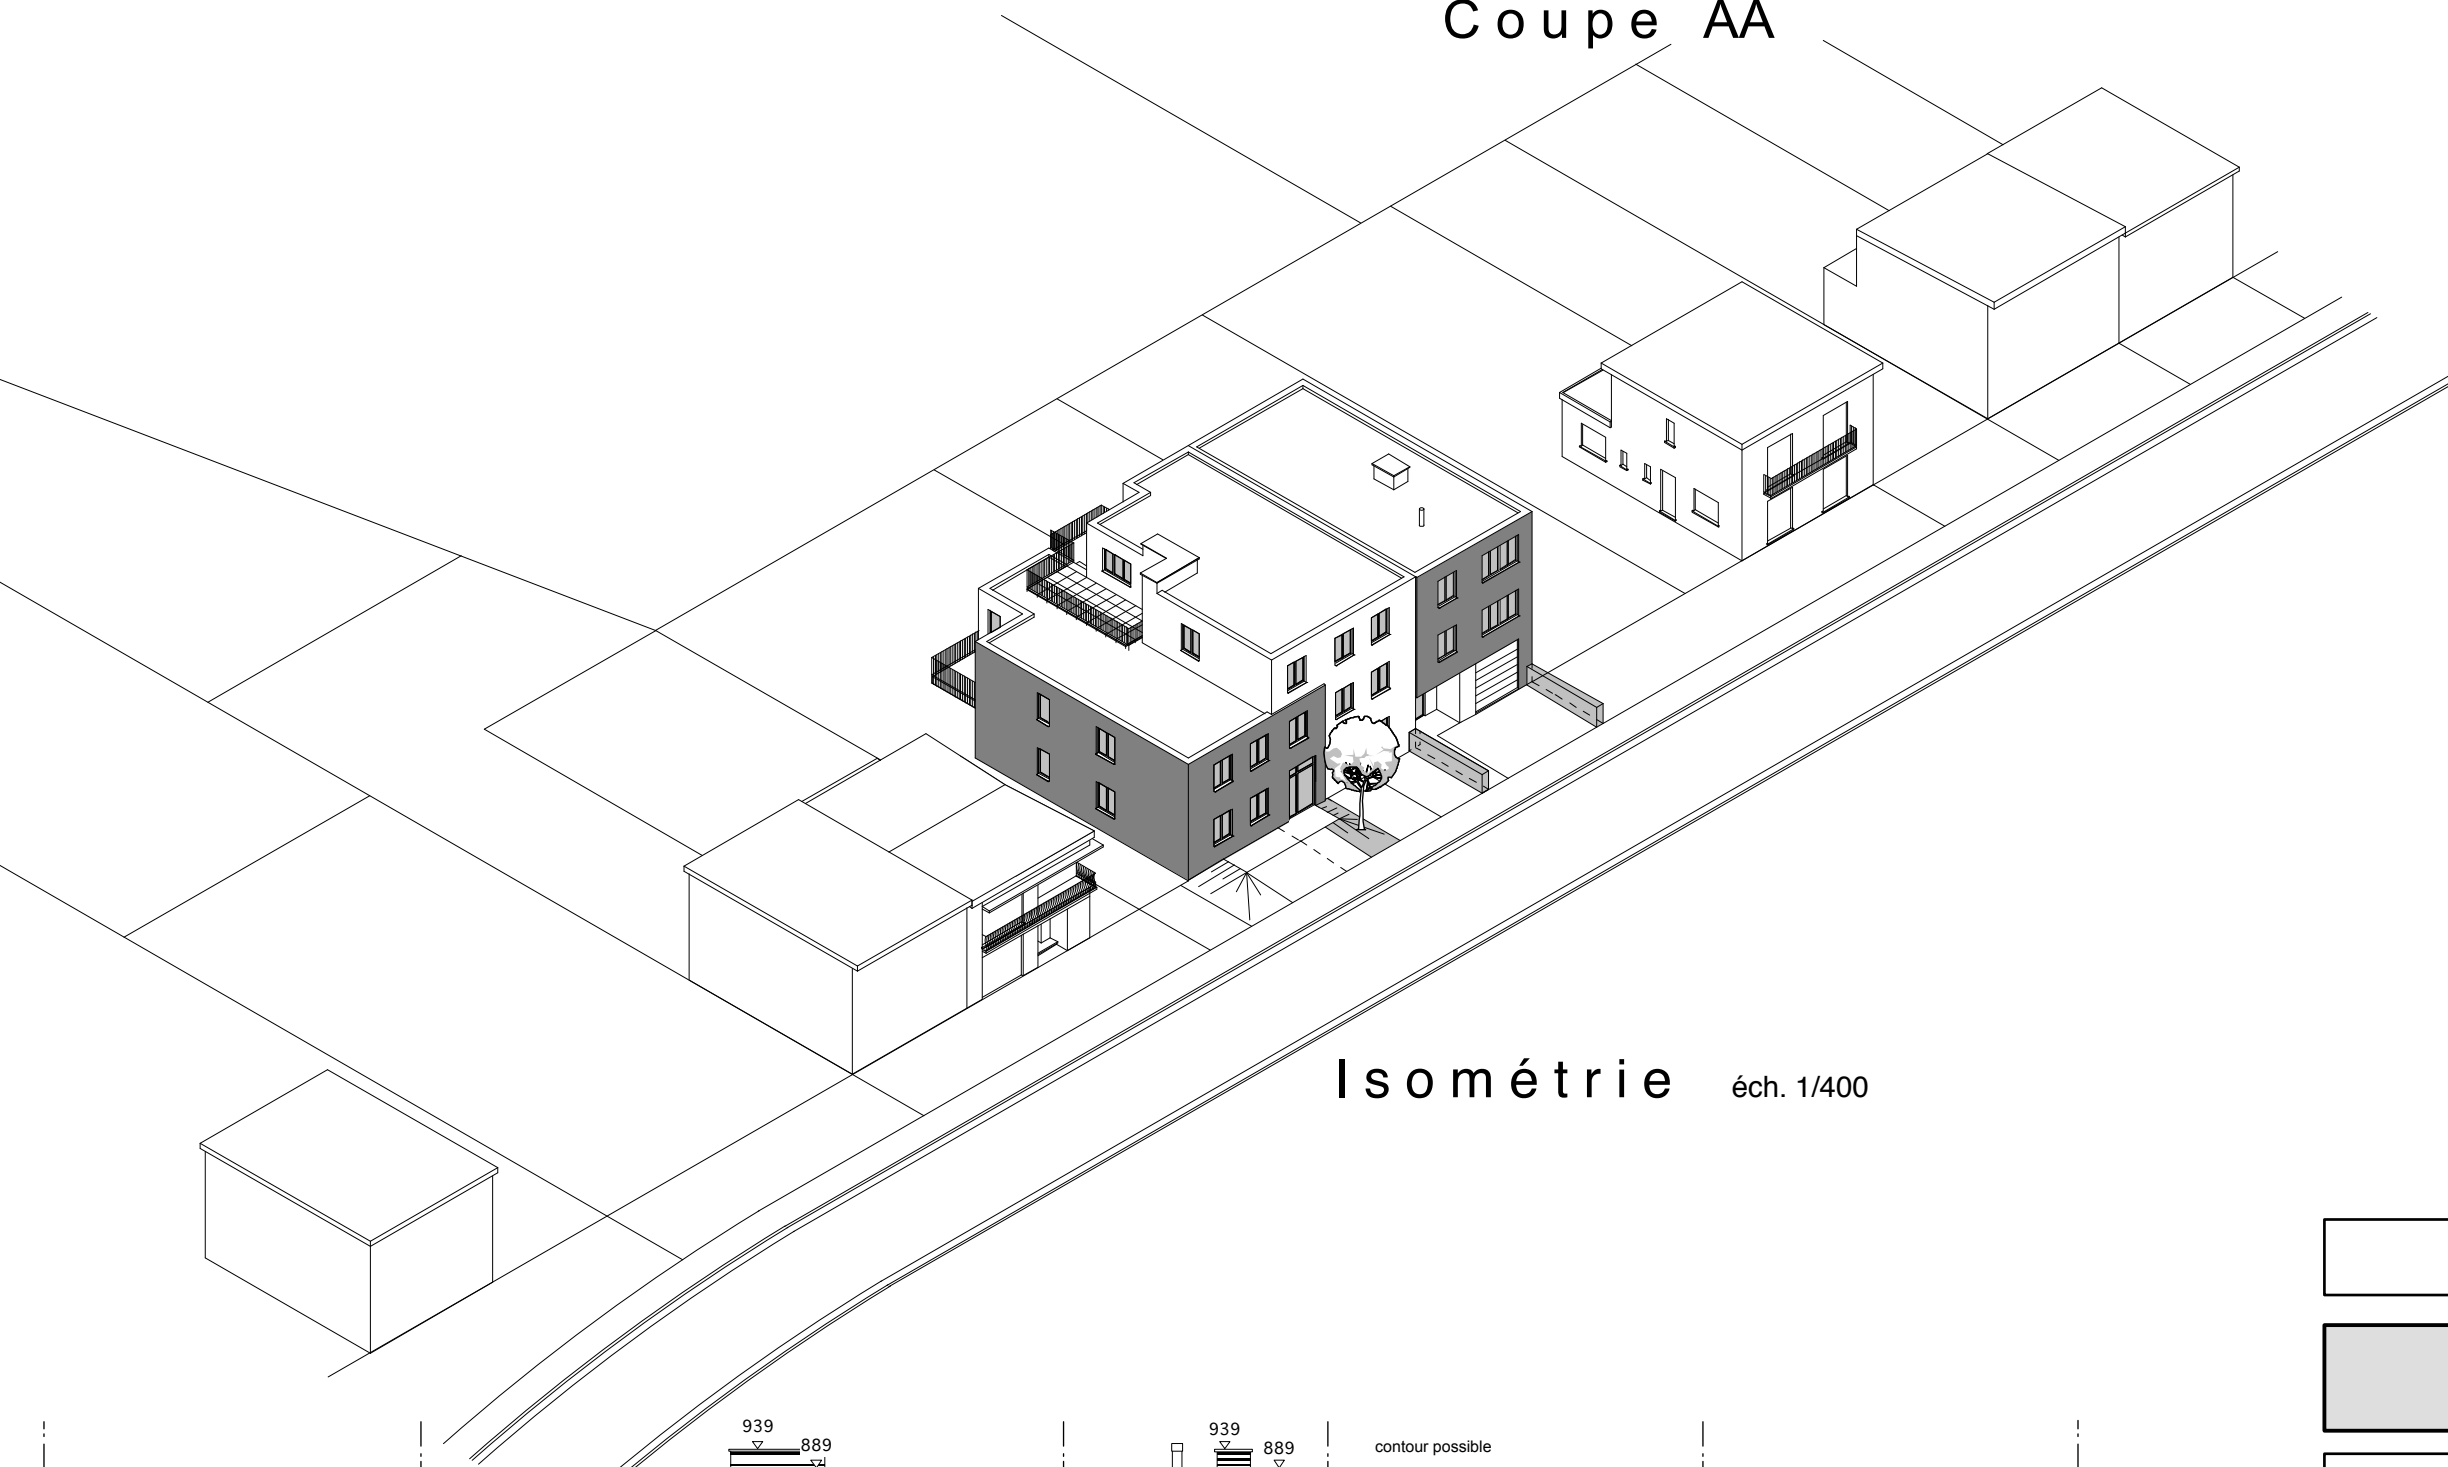 Coupe AA
Isométrie éch. 1/400
939
889
939
889
contour possible